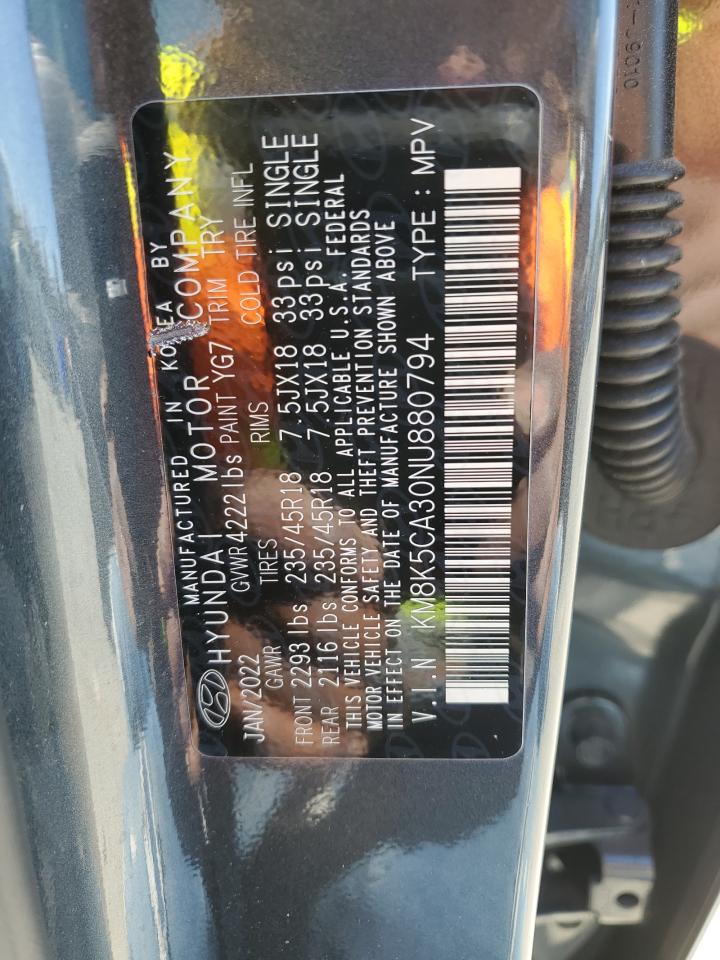 MANUFACTURED IN KOREA BY
HYUNDAI MOTOR COMPANY
JAN/2022 GVWR 4222 lbs PAINT YG7 TRIM TRY
GAWR TIRES RIMS COLD TIRE INFL
FRONT 2293 lbs 235/45R18 7.5JX18 33psi SINGLE
REAR 2116 lbs 235/45R18 7.5JX18 33psi SINGLE
THIS VEHICLE CONFORMS TO ALL APPLICABLE U.S.A. FEDERAL
MOTOR VEHICLE SAFETY AND THEFT PREVENTION STANDARDS
IN EFFECT ON THE DATE OF MANUFACTURE SHOWN ABOVE
V.I.N KM8K5CA30NU880794 TYPE : MPV